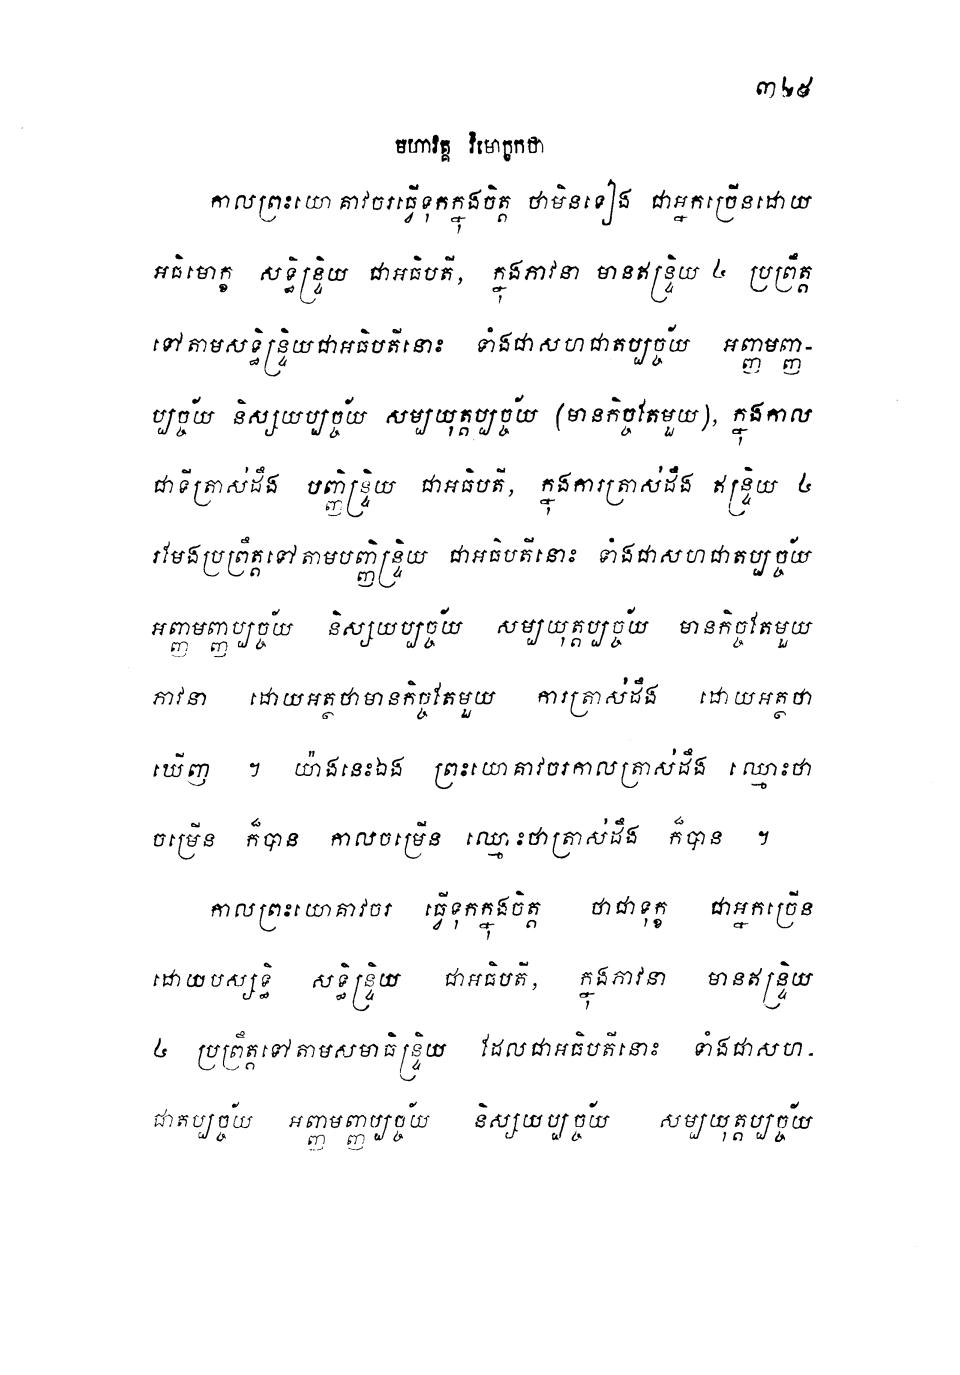 ៣៤៥
មហាវគ្គ វិមោក្ខកថា
កាលព្រះយោគាវចរធ្វើទុកក្នុងចិត្ត ថាមិនទៀង ជាអ្នកច្រើនដោយ
អធិមោក្ខ សទ្ធិន្ទ្រិយ ជាអធិបតី, ក្នុងភាវនា មានឥន្ទ្រិយ ៤ ប្រព្រឹត្ត
ទៅតាមសទ្ធិន្ទ្រិយជាអធិបតីនោះ ទាំងជាសហជាតប្បច្ច័យ អញ្ញាមញ្ញា-
ប្បច្ច័យ និស្សយប្បច្ច័យ សម្បយុត្តប្បច្ច័យ (មានកិច្ចតែមួយ), ក្នុងកាល
ជាទីត្រាស់ដឹង បញ្ញិន្ទ្រិយ ជាអធិបតី, ក្នុងការត្រាស់ដឹង ឥន្ទ្រិយ ៤
រមែងប្រព្រឹត្តទៅតាមបញ្ញិន្ទ្រិយ ជាអធិបតីនោះ ទាំងជាសហជាតប្បច្ច័យ
អញ្ញាមញ្ញាប្បច្ច័យ និស្សយប្បច្ច័យ សម្បយុត្តប្បច្ច័យ មានកិច្ចតែមួយ
ភាវនា ដោយអត្ថថាមានកិច្ចតែមួយ ការត្រាស់ដឹង ដោយអត្ថថា
ឃើញ ។ យ៉ាងនេះឯង ព្រះយោគាវចរកាលត្រាស់ដឹង ឈ្មោះថា
ចម្រើន ក៏បាន កាលចម្រើន ឈ្មោះថាត្រាស់ដឹង ក៏បាន ។
កាលព្រះយោគាវចរ ធ្វើទុកក្នុងចិត្ត ថាជាទុក្ខ ជាអ្នកច្រើន
ដោយបស្សទ្ធិ សទ្ធិន្ទ្រិយ ជាអធិបតី, ក្នុងភាវនា មានឥន្ទ្រិយ
៤ ប្រព្រឹត្តទៅតាមសមាធិន្ទ្រិយ ដែលជាអធិបតីនោះ ទាំងជាសហ-
ជាតប្បច្ច័យ អញ្ញាមញ្ញាប្បច្ច័យ និស្សយប្បច្ច័យ សម្បយុត្តប្បច្ច័យ